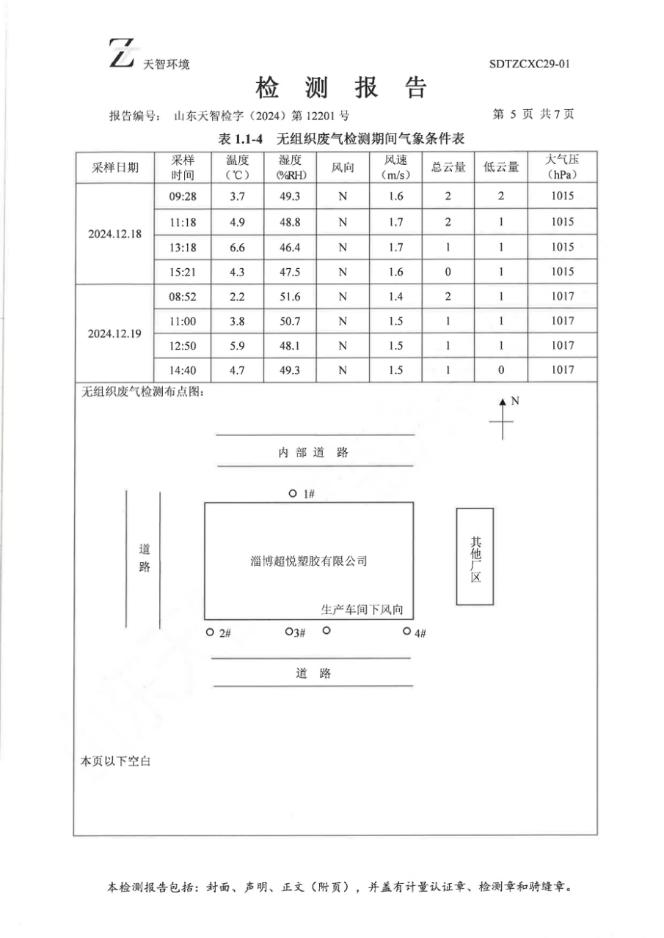 天智环境
SDTZCXC29-01
检 测 报 告
报告编号： 山东天智检字（2024）第 12201 号
第 5 页 共 7 页
表 1.1-4 无组织废气检测期间气象条件表
采样日期 采样时间 温度（℃） 湿度（%RH） 风向 风速（m/s） 总云量 低云量 大气压（hPa）
2024.12.18 09:28 3.7 49.3 N 1.6 2 2 1015
11:18 4.9 48.8 N 1.7 2 1 1015
13:18 6.6 46.4 N 1.7 1 1 1015
15:21 4.3 47.5 N 1.6 0 1 1015
2024.12.19 08:52 2.2 51.6 N 1.4 2 1 1017
11:00 3.8 50.7 N 1.5 1 1 1017
12:50 5.9 48.1 N 1.5 1 1 1017
14:40 4.7 49.3 N 1.5 1 0 1017
无组织废气检测布点图：
N
内 部 道 路
1#
道路
淄博超悦塑胶有限公司
其他厂区
生产车间下风向
2# 3# 4#
道 路
本页以下空白
本检测报告包括：封面、声明、正文（附页），并盖有计量认证章、检测章和骑缝章。